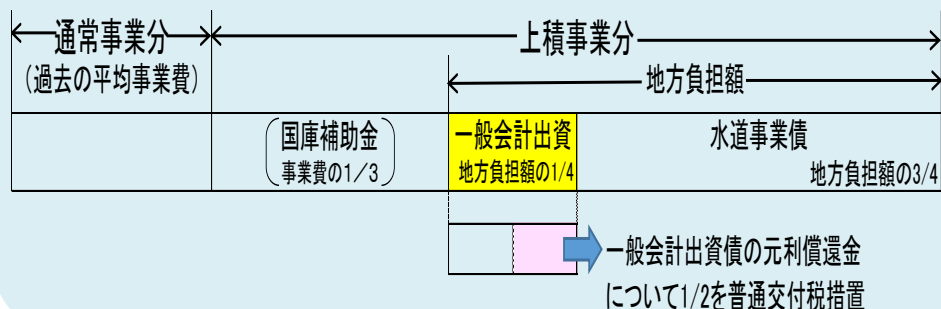 通常事業分
(過去の平均事業費)
上積事業分
地方負担額
国庫補助金
事業費の1/3
一般会計出資
地方負担額の1/4
水道事業債
地方負担額の3/4
一般会計出資債の元利償還金
について1/2を普通交付税措置